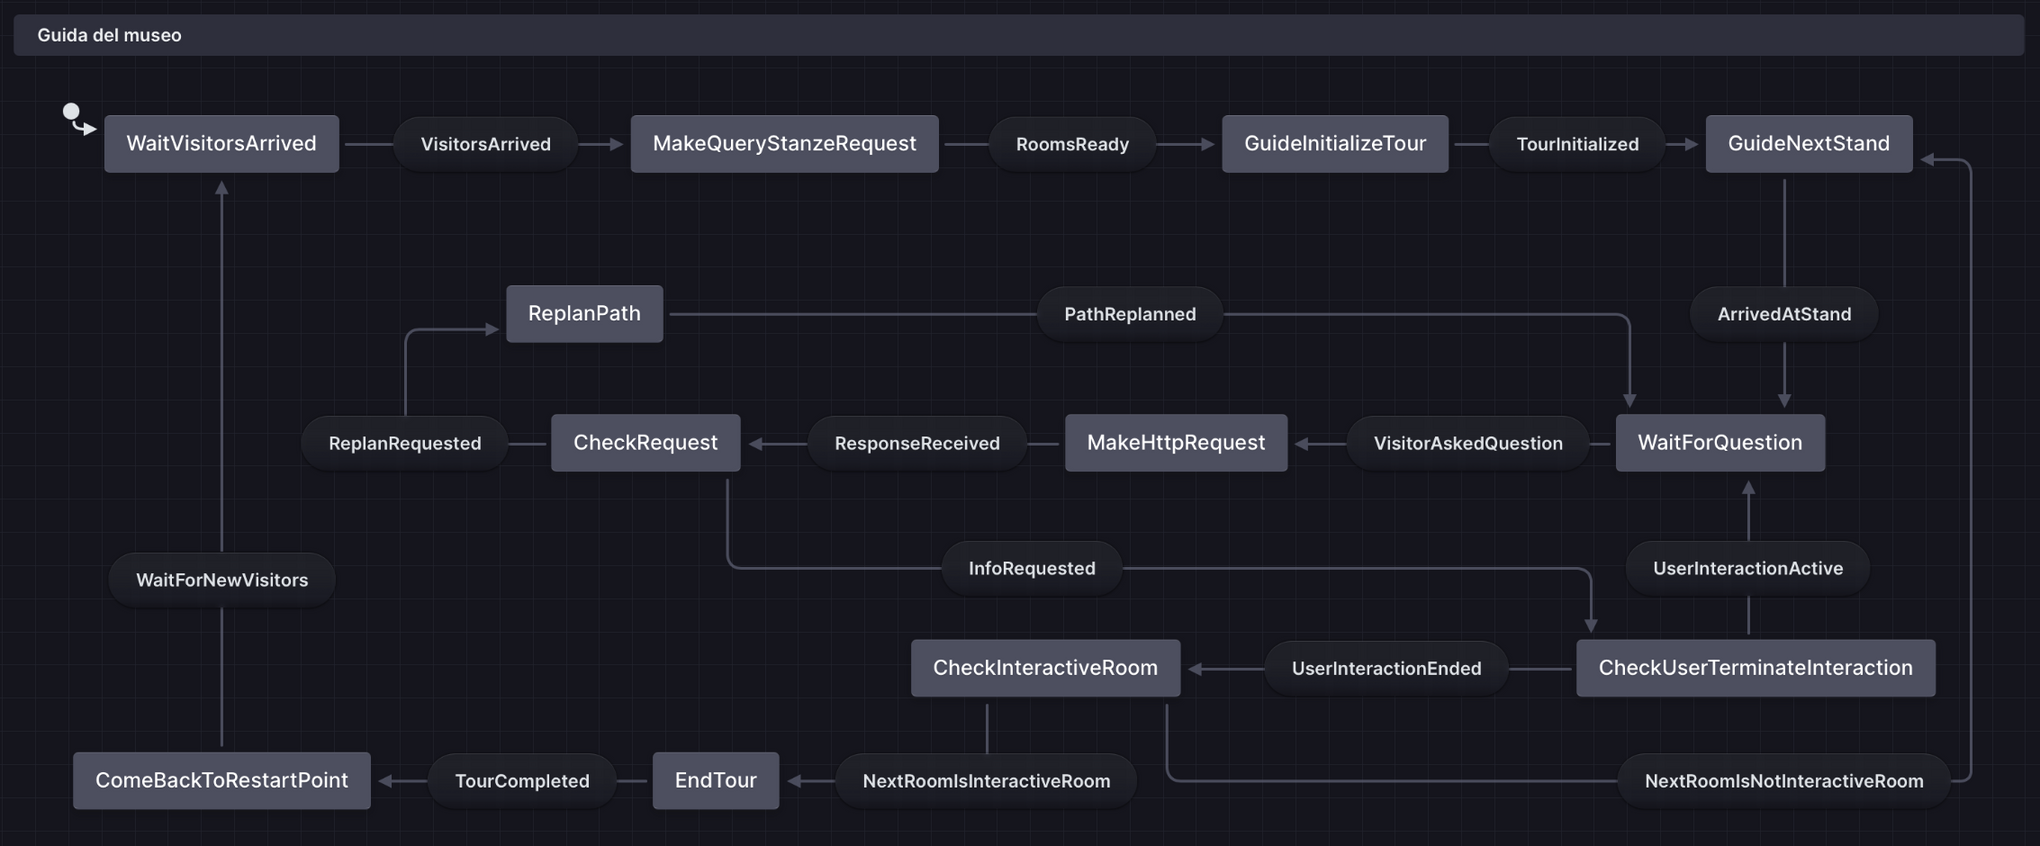 Guida del museo
WaitVisitorsArrived
VisitorsArrived
MakeQueryStanzeRequest
RoomsReady
GuideInitializeTour
TourInitialized
GuideNextStand
ReplanPath
PathReplanned
ArrivedAtStand
ReplanRequested
CheckRequest
ResponseReceived
MakeHttpRequest
VisitorAskedQuestion
WaitForQuestion
WaitForNewVisitors
InfoRequested
UserInteractionActive
CheckInteractiveRoom
UserInteractionEnded
CheckUserTerminateInteraction
ComeBackToRestartPoint
TourCompleted
EndTour
NextRoomIsInteractiveRoom
NextRoomIsNotInteractiveRoom